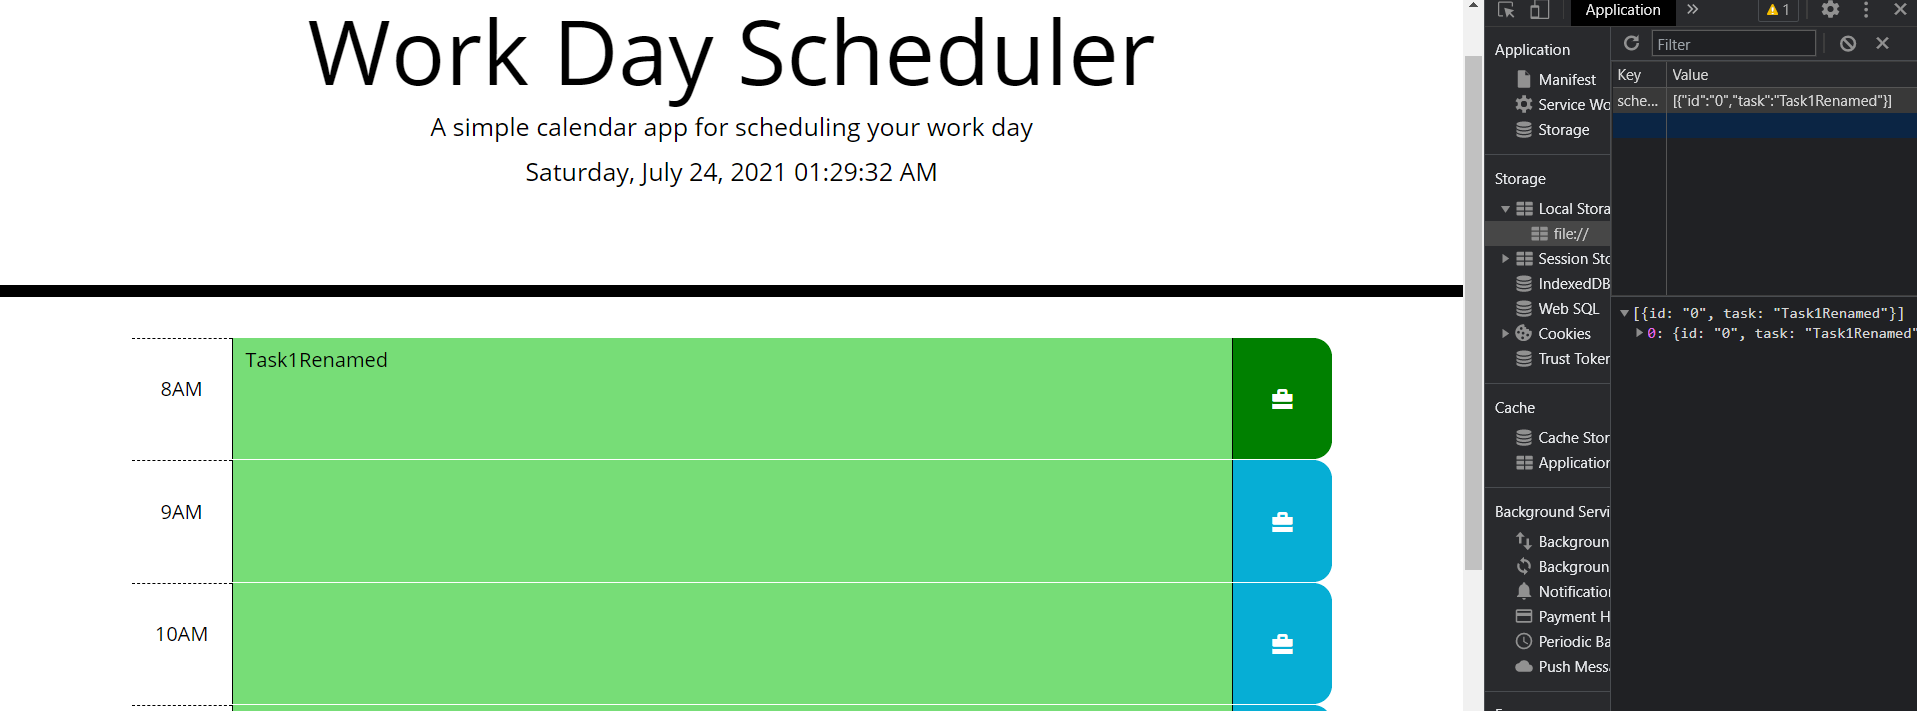 Work Day Scheduler
A simple calendar app for scheduling your work day
Saturday, July 24, 2021 01:29:32 AM
8AM
Task1Renamed
9AM
10AM
Application
1
Application
Manifest
Service Wo
Storage
Storage
Local Stora
file://
Session Sto
IndexedDB
Web SQL
Cookies
Trust Token
Cache
Cache Stor
Application
Background Servi
Backgroun
Backgroun
Notification
Payment H
Periodic Ba
Push Mess
Filter
Key Value
sche... [{"id":"0","task":"Task1Renamed"}]
[{id: "0", task: "Task1Renamed"}]
0: {id: "0", task: "Task1Renamed"